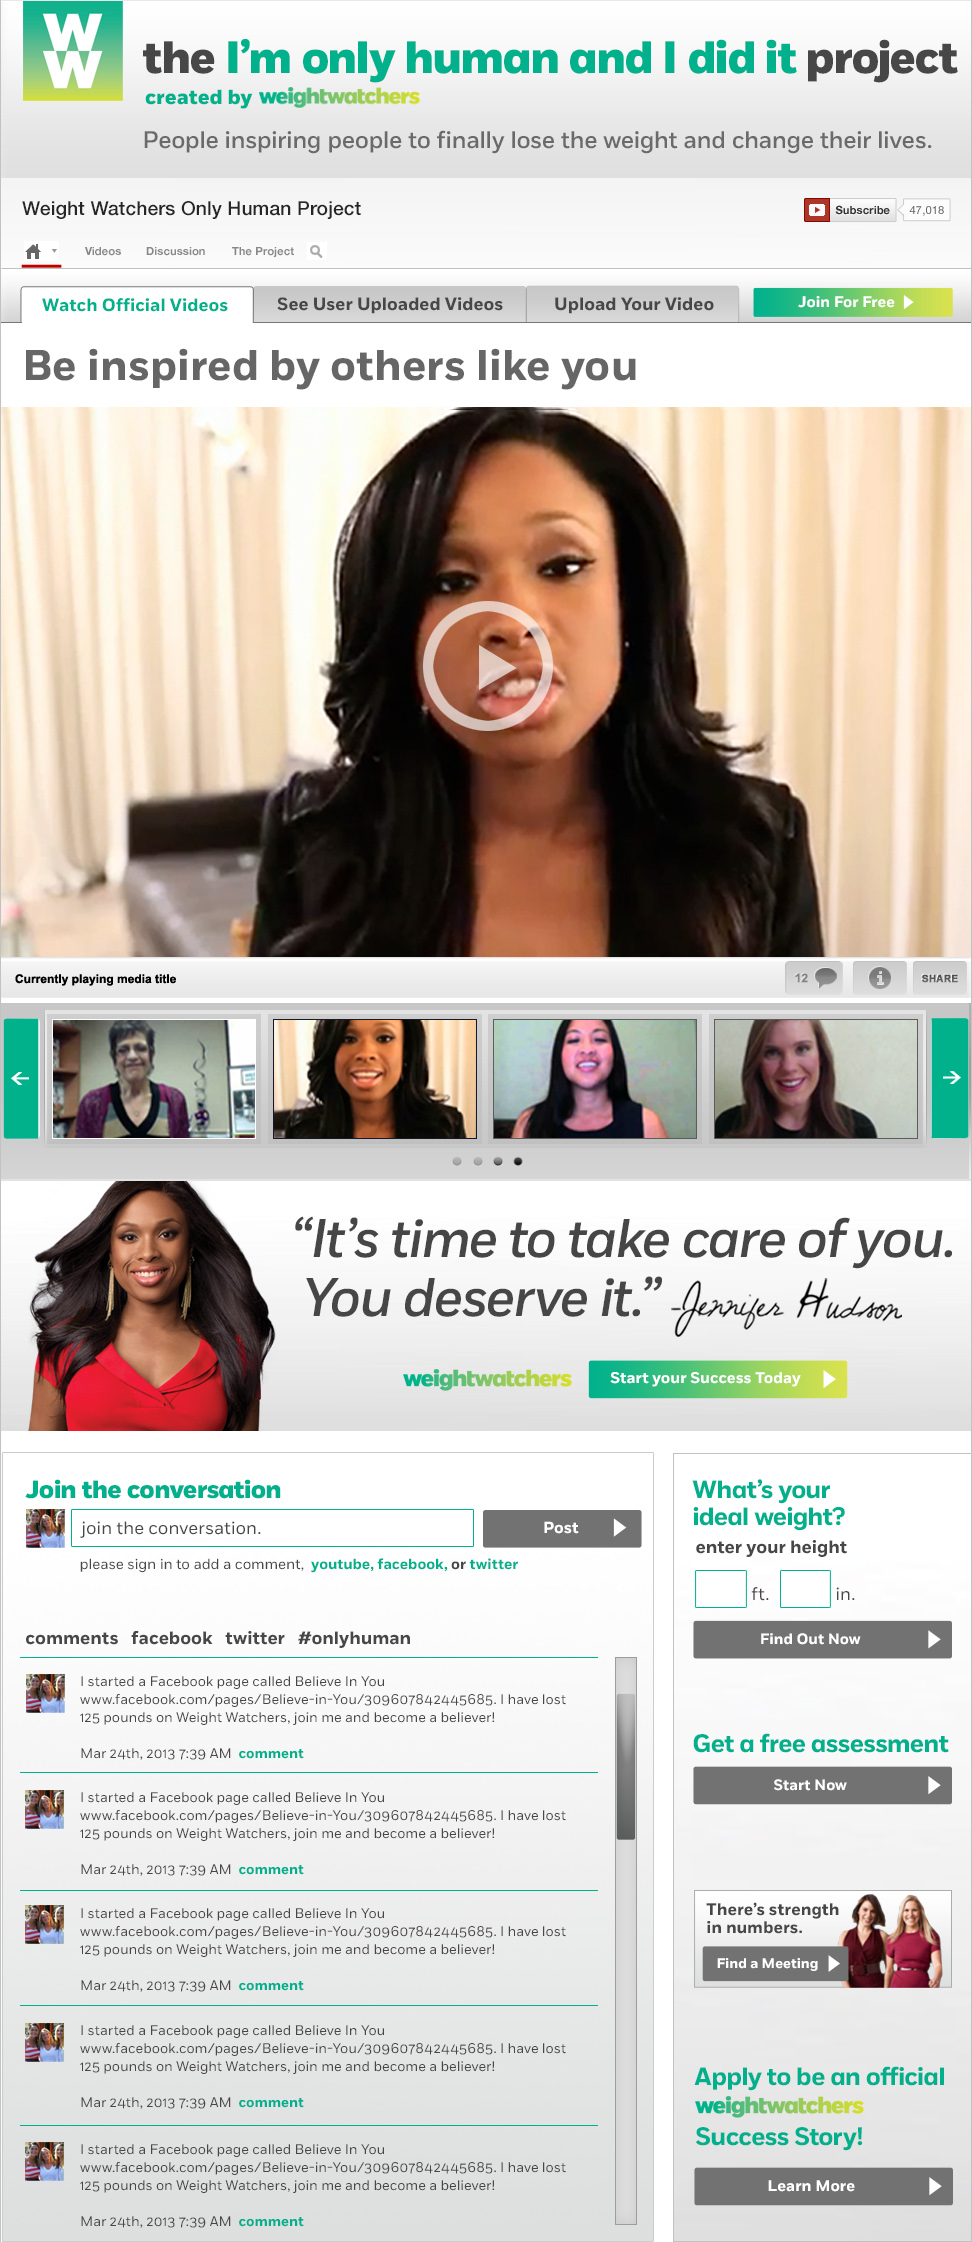 W
W
the I'm only human and I did it project
created by weightwatchers
People inspiring people to finally lose the weight and change their lives.
Weight Watchers Only Human Project
Subscribe 47,018
Videos Discussion The Project
Watch Official Videos See User Uploaded Videos Upload Your Video Join For Free
Be inspired by others like you
Currently playing media title
12 i SHARE
“It’s time to take care of you.
You deserve it.” -Jennifer Hudson
weightwatchers Start your Success Today
Join the conversation
join the conversation. Post
please sign in to add a comment, youtube, facebook, or twitter
comments facebook twitter #onlyhuman
I started a Facebook page called Believe In You
www.facebook.com/pages/Believe-in-You/309607842445685. I have lost
125 pounds on Weight Watchers, join me and become a believer!
Mar 24th, 2013 7:39 AM comment
I started a Facebook page called Believe In You
www.facebook.com/pages/Believe-in-You/309607842445685. I have lost
125 pounds on Weight Watchers, join me and become a believer!
Mar 24th, 2013 7:39 AM comment
I started a Facebook page called Believe In You
www.facebook.com/pages/Believe-in-You/309607842445685. I have lost
125 pounds on Weight Watchers, join me and become a believer!
Mar 24th, 2013 7:39 AM comment
I started a Facebook page called Believe In You
www.facebook.com/pages/Believe-in-You/309607842445685. I have lost
125 pounds on Weight Watchers, join me and become a believer!
Mar 24th, 2013 7:39 AM comment
I started a Facebook page called Believe In You
www.facebook.com/pages/Believe-in-You/309607842445685. I have lost
125 pounds on Weight Watchers, join me and become a believer!
Mar 24th, 2013 7:39 AM comment
What’s your
ideal weight?
enter your height
ft. in.
Find Out Now
Get a free assessment
Start Now
There’s strength
in numbers.
Find a Meeting
Apply to be an official
weightwatchers
Success Story!
Learn More